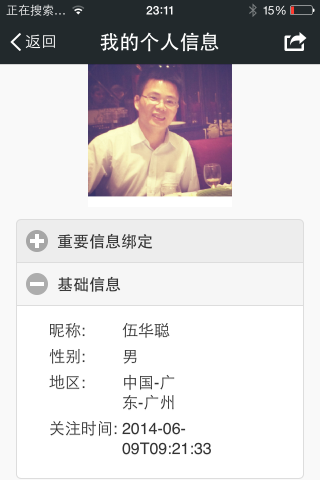 正在搜索... 23:11 15%
返回 我的个人信息
重要信息绑定
基础信息
昵称: 伍华聪
性别: 男
地区: 中国-广
东-广州
关注时间: 2014-06-
09T09:21:33